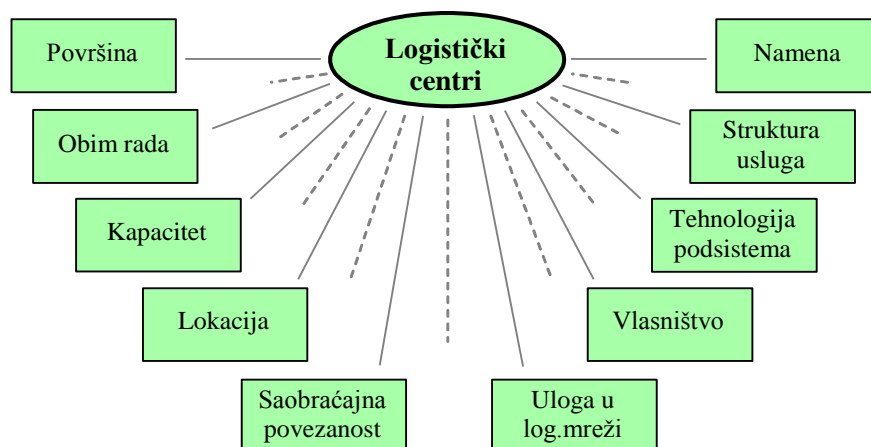 Logistički
centri
Površina
Obim rada
Kapacitet
Lokacija
Saobraćajna
povezanost
Uloga u
log.mreži
Vlasništvo
Tehnologija
podsistema
Struktura
usluga
Namena